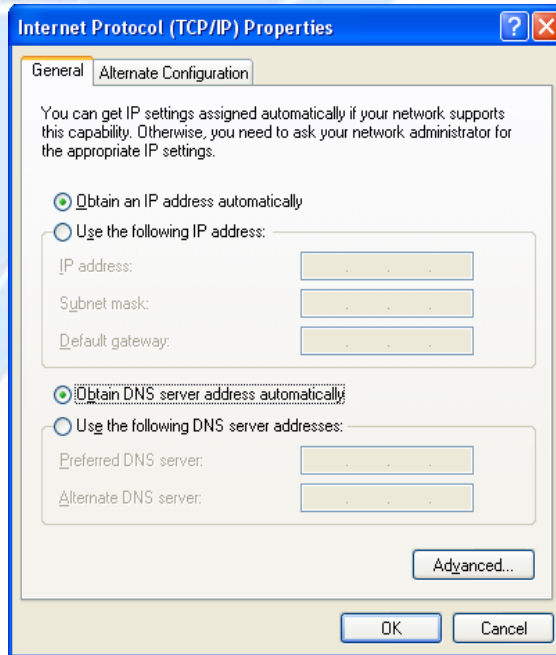 Internet Protocol (TCP/IP) Properties
General
Alternate Configuration
You can get IP settings assigned automatically if your network supports
this capability. Otherwise, you need to ask your network administrator for
the appropriate IP settings.
Obtain an IP address automatically
Use the following IP address:
IP address:
Subnet mask:
Default gateway:
Obtain DNS server address automatically
Use the following DNS server addresses:
Preferred DNS server:
Alternate DNS server:
Advanced...
OK
Cancel